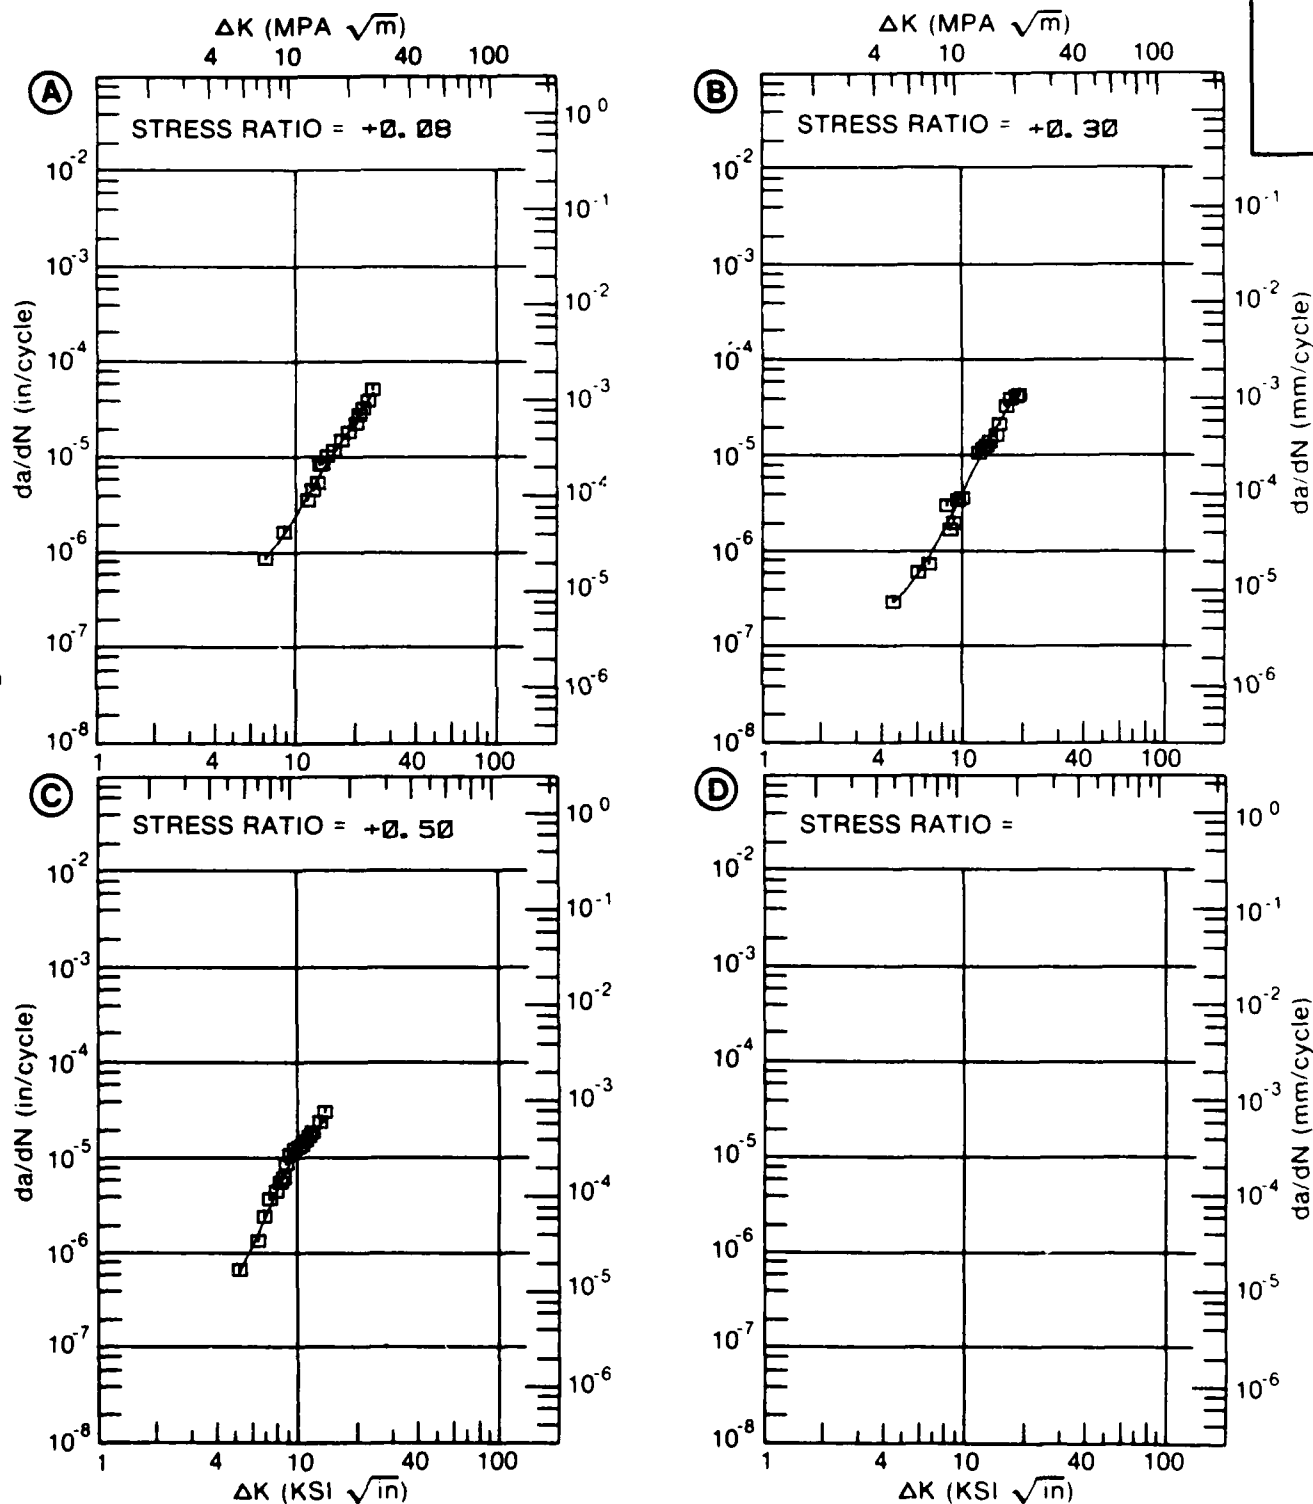 ΔK (MPA √m) ΔK (MPA √m)
4 10 40 100 4 10 40 100
A B
STRESS RATIO = +0.08 STRESS RATIO = +0.30
10⁰
10⁻² 10⁻²
10⁻¹ 10⁻¹
10⁻³ 10⁻³
10⁻² 10⁻²
10⁻⁴ 10⁻⁴
10⁻³ 10⁻³
10⁻⁵ 10⁻⁵
10⁻⁴ 10⁻⁴
10⁻⁶ 10⁻⁶
10⁻⁵ 10⁻⁵
10⁻⁷ 10⁻⁷
10⁻⁶ 10⁻⁶
10⁻⁸ 10⁻⁸
da/dN (in/cycle) da/dN (mm/cycle)
1 4 10 40 100 1 4 10 40 100
C D
STRESS RATIO = +0.50 STRESS RATIO =
10⁰ 10⁰
10⁻² 10⁻²
10⁻¹ 10⁻¹
10⁻³ 10⁻³
10⁻² 10⁻²
10⁻⁴ 10⁻⁴
10⁻³ 10⁻³
10⁻⁵ 10⁻⁵
10⁻⁴ 10⁻⁴
10⁻⁶ 10⁻⁶
10⁻⁵ 10⁻⁵
10⁻⁷ 10⁻⁷
10⁻⁶ 10⁻⁶
10⁻⁸ 10⁻⁸
da/dN (in/cycle) da/dN (mm/cycle)
1 4 10 40 100 1 4 10 40 100
ΔK (KSI √in) ΔK (KSI √in)